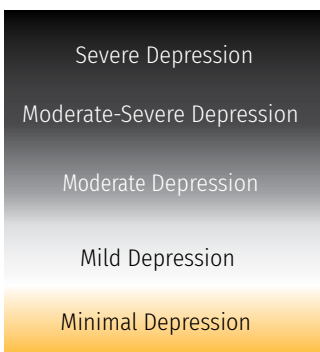 Severe Depression
Moderate-Severe Depression
Moderate Depression
Mild Depression
Minimal Depression